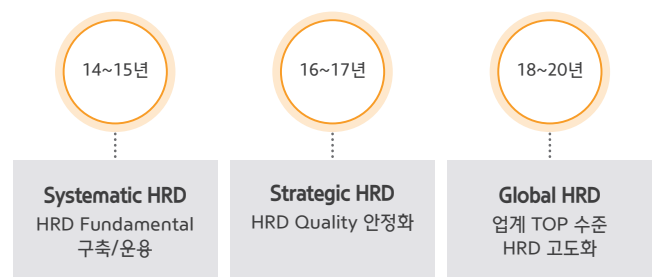 14~15년
16~17년
18~20년
Systematic HRD
HRD Fundamental
구축/운용
Strategic HRD
HRD Quality 안정화
Global HRD
업계 TOP 수준
HRD 고도화